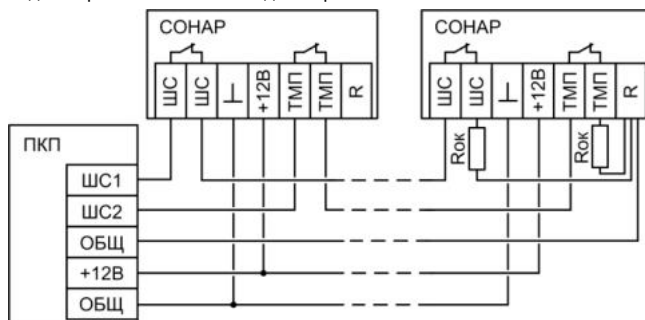 СОНАР
СОНАР
ШС
ШС
⊥
+12В
ТМП
ТМП
R
ШС
ШС
⊥
+12В
ТМП
ТМП
R
Rок
Rок
ПКП
ШС1
ШС2
ОБЩ
+12В
ОБЩ